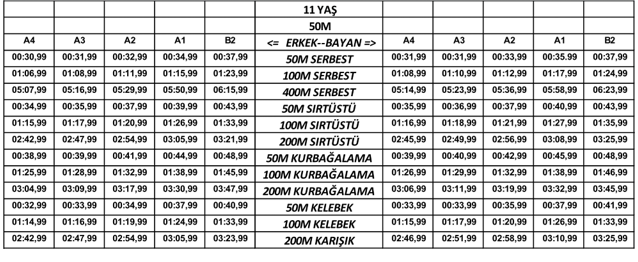 11 YAŞ
50M
A4 A3 A2 A1 B2 <= ERKEK--BAYAN => A4 A3 A2 A1 B2
00:30,99 00:31,99 00:32,99 00:34,99 00:37,99 50M SERBEST 00:31,99 00:31,99 00:33,99 00:35.99 00:37,99
01:06,99 01:08,99 01:11,99 01:15,99 01:23,99 100M SERBEST 01:08,99 01:10,99 01:12,99 01:17,99 01:24,99
05:07,99 05:16,99 05:29,99 05:50,99 06:15,99 400M SERBEST 05:14,99 05:23,99 05:36,99 05:58,99 06:23,99
00:34,99 00:35,99 00:37,99 00:39,99 00:43,99 50M SIRTÜSTÜ 00:35,99 00:36,99 00:37,99 00:40,99 00:43,99
01:15,99 01:17,99 01:20,99 01:26,99 01:33,99 100M SIRTÜSTÜ 01:16,99 01:18,99 01:21,99 01:27,99 01:35,99
02:42,99 02:47,99 02:54,99 03:05,99 03:21,99 200M SIRTÜSTÜ 02:45,99 02:49,99 02:56,99 03:08,99 03:25,99
00:38,99 00:39,99 00:41,99 00:44,99 00:48,99 50M KURBAĞALAMA 00:39,99 00:40,99 00:42,99 00:45,99 00:48,99
01:25,99 01:28,99 01:32,99 01:38,99 01:45,99 100M KURBAĞALAMA 01:26,99 01:29,99 01:32,99 01:38,99 01:46,99
03:04,99 03:09,99 03:17,99 03:30,99 03:47,99 200M KURBAĞALAMA 03:06,99 03:11,99 03:19,99 03:32,99 03:45,99
00:32,99 00:33,99 00:34,99 00:37,99 00:40,99 50M KELEBEK 00:33,99 00:33,99 00:35,99 00:37,99 00:41,99
01:14,99 01:16,99 01:19,99 01:24,99 01:33,99 100M KELEBEK 01:15,99 01:17,99 01:20,99 01:26,99 01:33,99
02:42,99 02:47,99 02:54,99 03:05,99 03:23,99 200M KARIŞIK 02:46,99 02:51,99 02:58,99 03:10,99 03:25,99